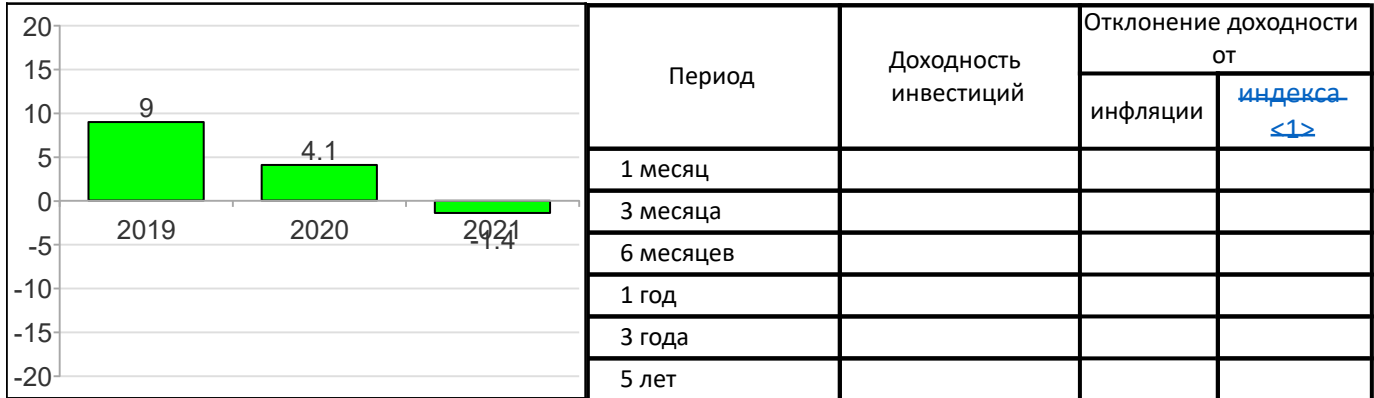 20
15
10
5
0
-5
-10
-15
-20
9
4.1
-1.4
2019
2020
2021
Период
Доходность
инвестиций
Отклонение доходности
от
инфляции
индекса
<1>
1 месяц
3 месяца
6 месяцев
1 год
3 года
5 лет